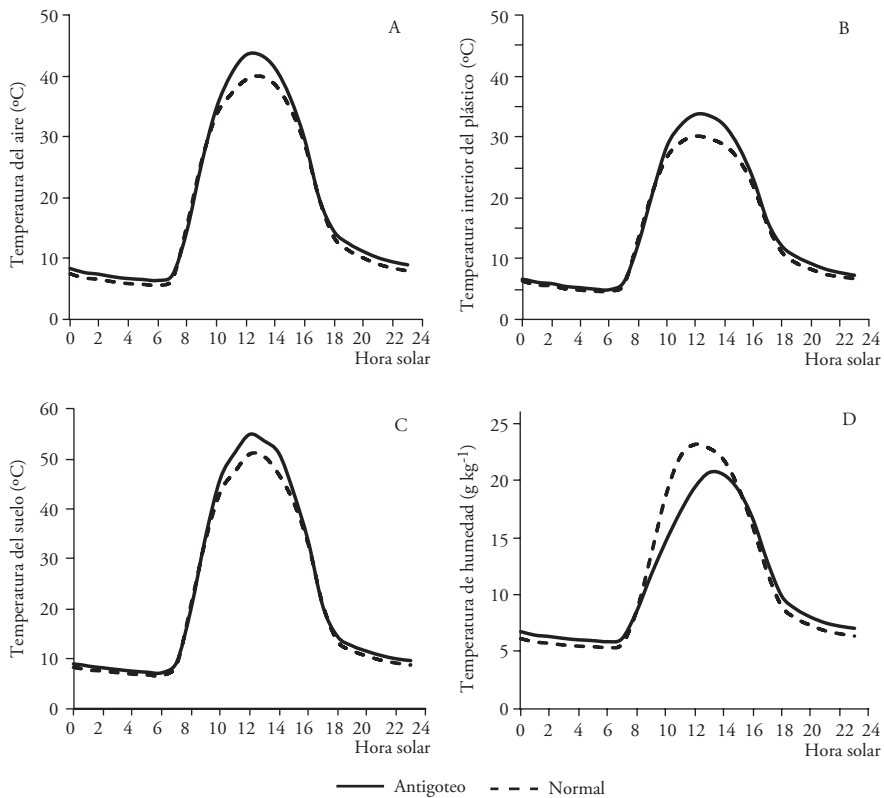 A
Temperatura del aire (ºC)
50
40
30
20
10
0
0 2 4 6 8 10 12 14 16 18 20 22 24
Hora solar
B
Temperatura interior del plástico (ºC)
50
40
30
20
10
0
0 2 4 6 8 10 12 14 16 18 20 22 24
Hora solar
C
Temperatura del suelo (ºC)
60
50
40
30
20
10
0
0 2 4 6 8 10 12 14 16 18 20 22 24
Hora solar
D
Temperatura de humedad (g kg-1)
25
20
15
10
5
0
0 2 4 6 8 10 12 14 16 18 20 22 24
Hora solar
Antigoteo Normal